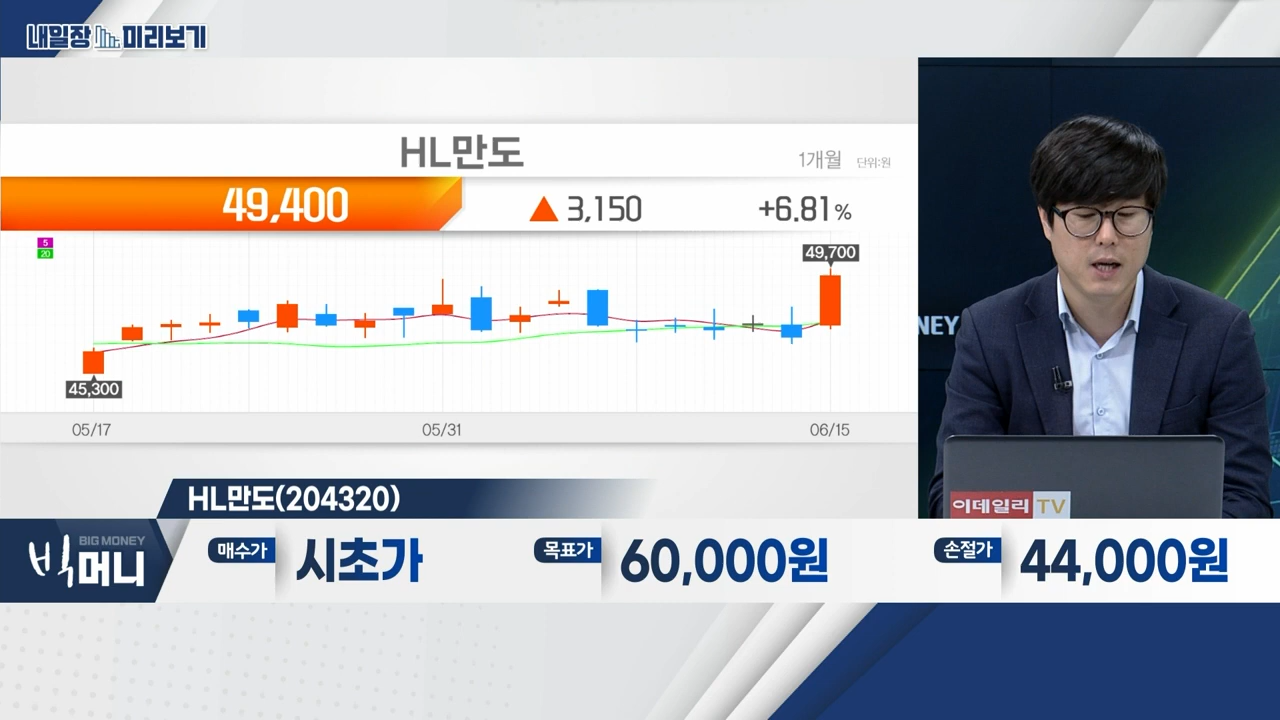 내일장 미리보기
HL만도
1개월 단위:원
49,400 ▲ 3,150 +6.81%
5
20
49,700
45,300
05/17 05/31 06/15
NEY
이데일리 TV
HL만도(204320)
BIG MONEY
빅머니
매수가 시초가 목표가 60,000원 손절가 44,000원